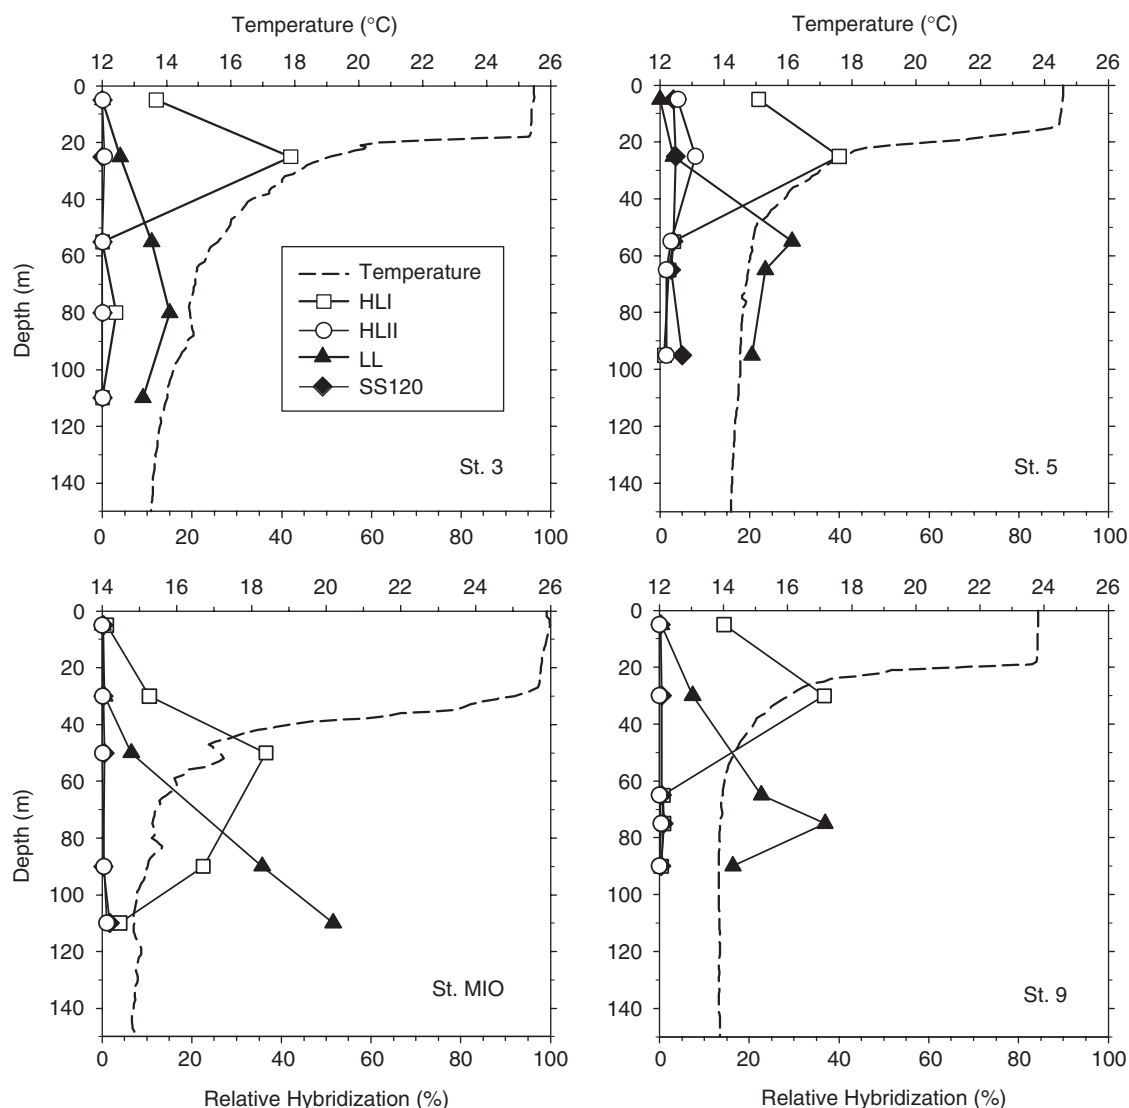 Temperature (°C)
Temperature (°C)
12 14 16 18 20 22 24 26
12 14 16 18 20 22 24 26
0
20
40
60
80
100
120
140
Depth (m)
Temperature
HLI
HLII
LL
SS120
St. 3
0 20 40 60 80 100
0
20
40
60
80
100
120
140
St. 5
0 20 40 60 80 100
14 16 18 20 22 24 26
12 14 16 18 20 22 24 26
0
20
40
60
80
100
120
140
Depth (m)
St. MIO
0 20 40 60 80 100
Relative Hybridization (%)
0
20
40
60
80
100
120
140
St. 9
0 20 40 60 80 100
Relative Hybridization (%)